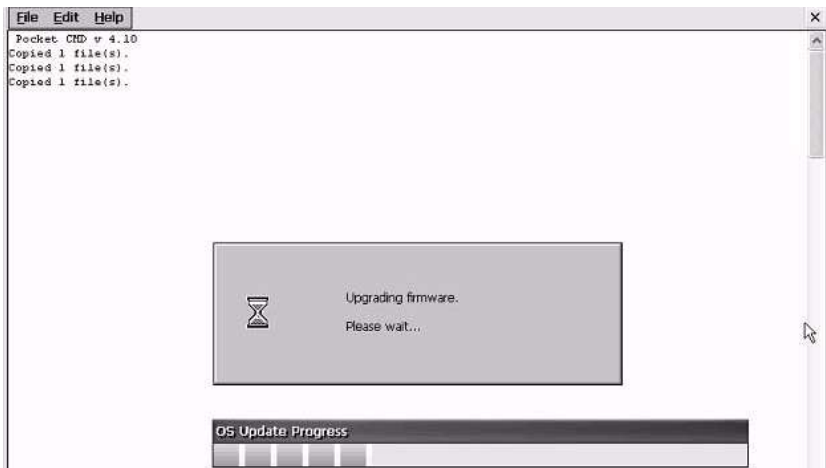 File Edit Help
Pocket CMD v 4.10
Copied 1 file(s).
Copied 1 file(s).
Copied 1 file(s).
Upgrading firmware.
Please wait...
OS Update Progress